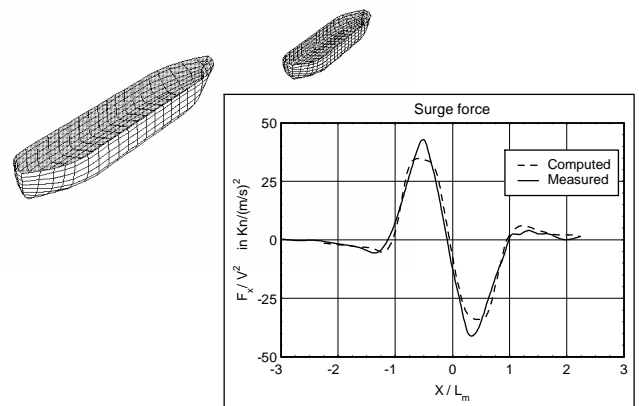 Surge force
50
25
0
-25
-50
F_x / V^2 in Kn/(m/s)^2
Computed
Measured
-3 -2 -1 0 1 2 3
X / L_m